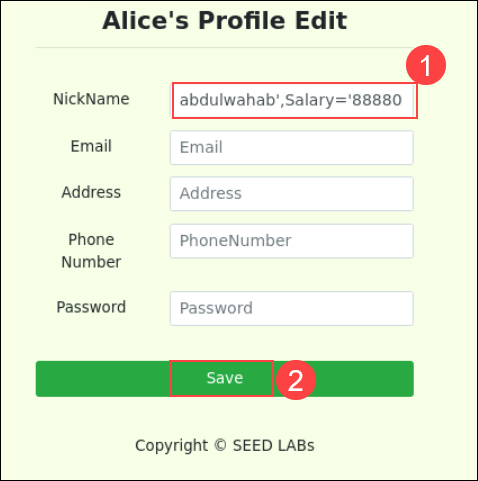 Alice's Profile Edit
1
NickName
abdulwahab',Salary='88880
Email
Email
Address
Address
Phone
Number
PhoneNumber
Password
Password
Save
2
Copyright © SEED LABs